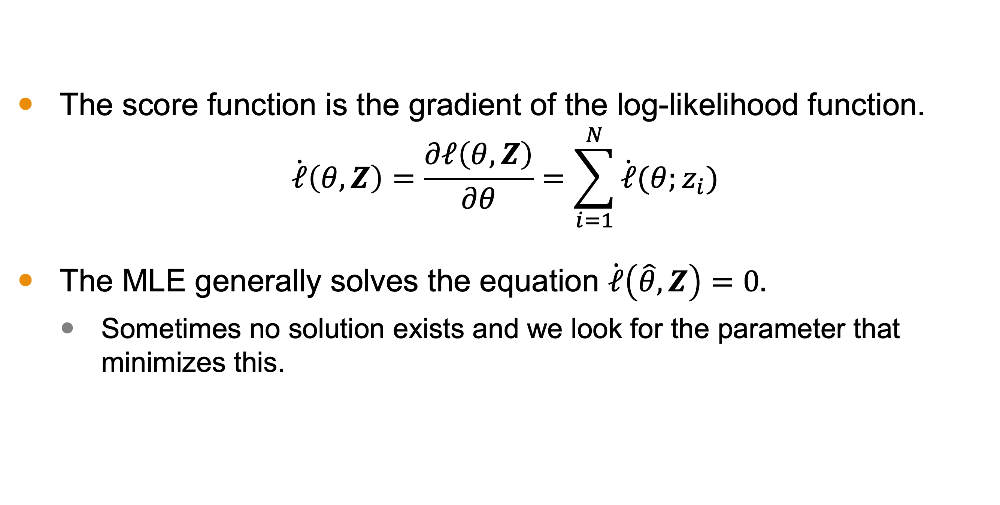 • The score function is the gradient of the log-likelihood function.
$\dot{\ell}(\theta, \boldsymbol{Z}) = \frac{\partial \ell(\theta, \boldsymbol{Z})}{\partial \theta} = \sum_{i=1}^{N} \dot{\ell}(\theta; z_i)$
• The MLE generally solves the equation $\dot{\ell}(\hat{\theta}, \boldsymbol{Z}) = 0$.
• Sometimes no solution exists and we look for the parameter that
minimizes this.